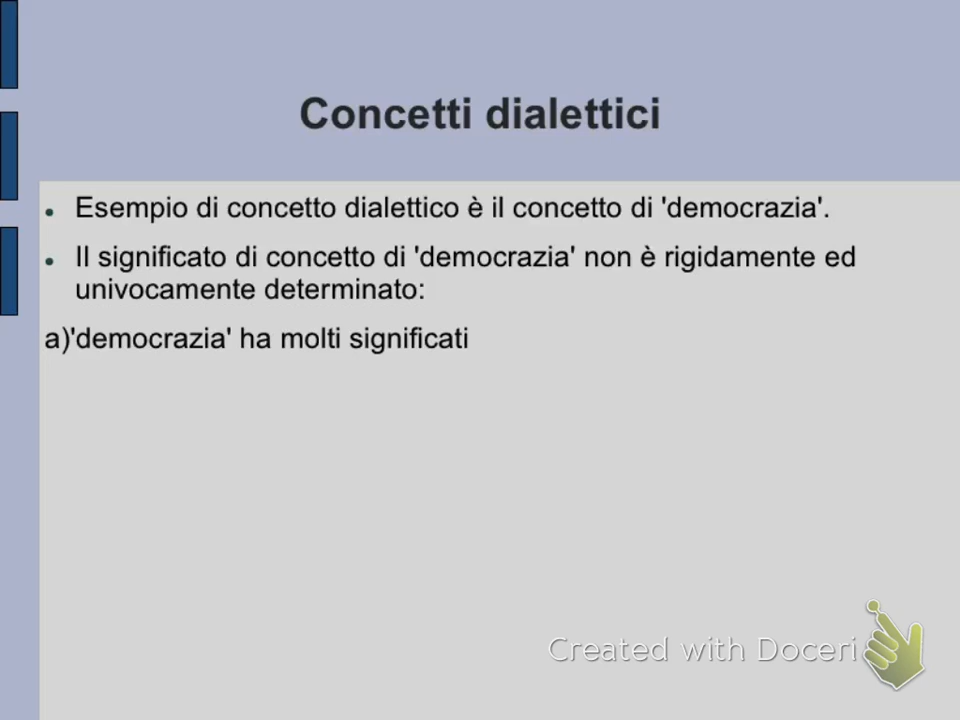 Concetti dialettici
Esempio di concetto dialettico è il concetto di 'democrazia'.
Il significato di concetto di 'democrazia' non è rigidamente ed
univocamente determinato:
a)'democrazia' ha molti significati
Created with Doceri